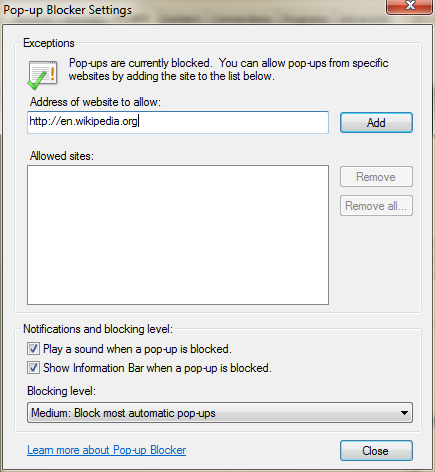 Pop-up Blocker Settings
Exceptions
Pop-ups are currently blocked. You can allow pop-ups from specific
websites by adding the site to the list below.
Address of website to allow:
http://en.wikipedia.org
Add
Allowed sites:
Remove
Remove all...
Notifications and blocking level:
Play a sound when a pop-up is blocked.
Show Information Bar when a pop-up is blocked.
Blocking level:
Medium: Block most automatic pop-ups
Learn more about Pop-up Blocker
Close